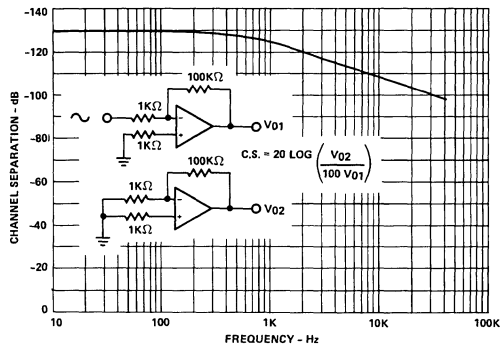 -140
-120
-100
-80
-60
-40
-20
0
CHANNEL SEPARATION - dB
100KΩ
1KΩ
1KΩ
-
+
V01
C.S. = 20 LOG (V02 / 100 V01)
100KΩ
1KΩ
1KΩ
-
+
V02
10
100
1K
10K
100K
FREQUENCY - Hz